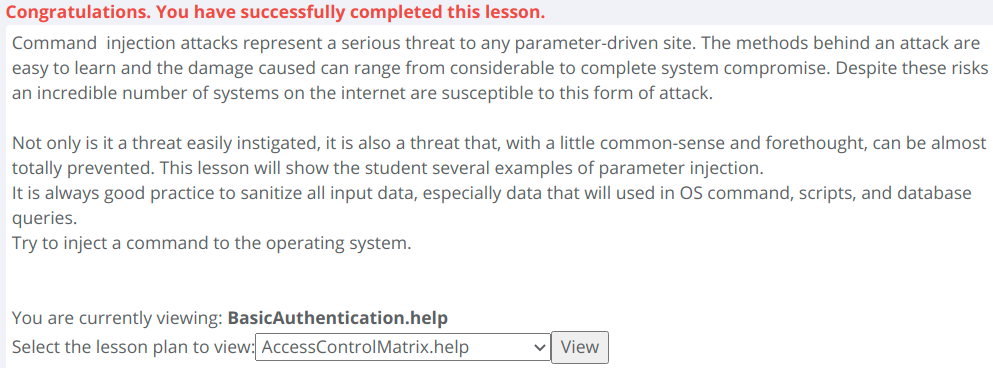 Congratulations. You have successfully completed this lesson.
Command injection attacks represent a serious threat to any parameter-driven site. The methods behind an attack are
easy to learn and the damage caused can range from considerable to complete system compromise. Despite these risks
an incredible number of systems on the internet are susceptible to this form of attack.
Not only is it a threat easily instigated, it is also a threat that, with a little common-sense and forethought, can be almost
totally prevented. This lesson will show the student several examples of parameter injection.
It is always good practice to sanitize all input data, especially data that will used in OS command, scripts, and database
queries.
Try to inject a command to the operating system.
You are currently viewing: BasicAuthentication.help
Select the lesson plan to view: AccessControlMatrix.help View